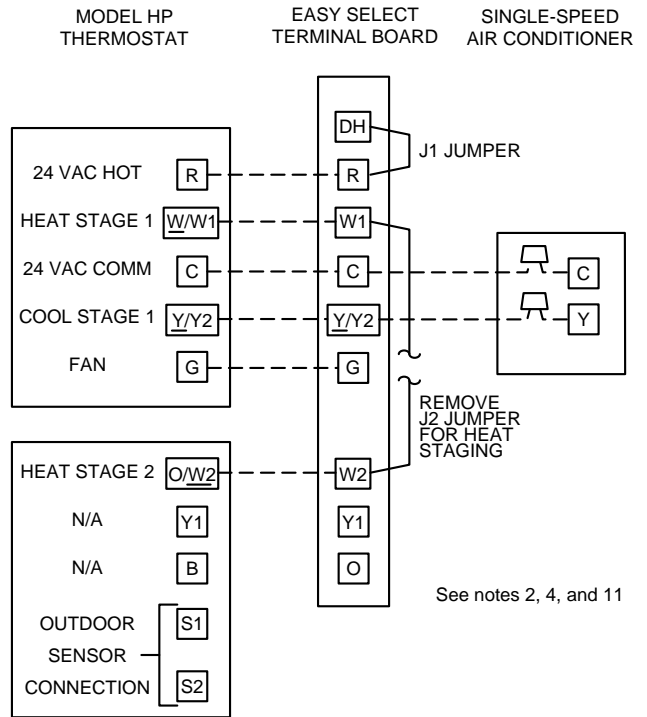 MODEL HP
THERMOSTAT
EASY SELECT
TERMINAL BOARD
SINGLE-SPEED
AIR CONDITIONER
DH
J1 JUMPER
24 VAC HOT R R
HEAT STAGE 1 W/W1 W1
24 VAC COMM C C C
COOL STAGE 1 Y/Y2 Y/Y2 Y
FAN G G
REMOVE
J2 JUMPER
FOR HEAT
STAGING
HEAT STAGE 2 O/W2 W2
N/A Y1 Y1
N/A B O
See notes 2, 4, and 11
OUTDOOR S1
SENSOR
CONNECTION S2